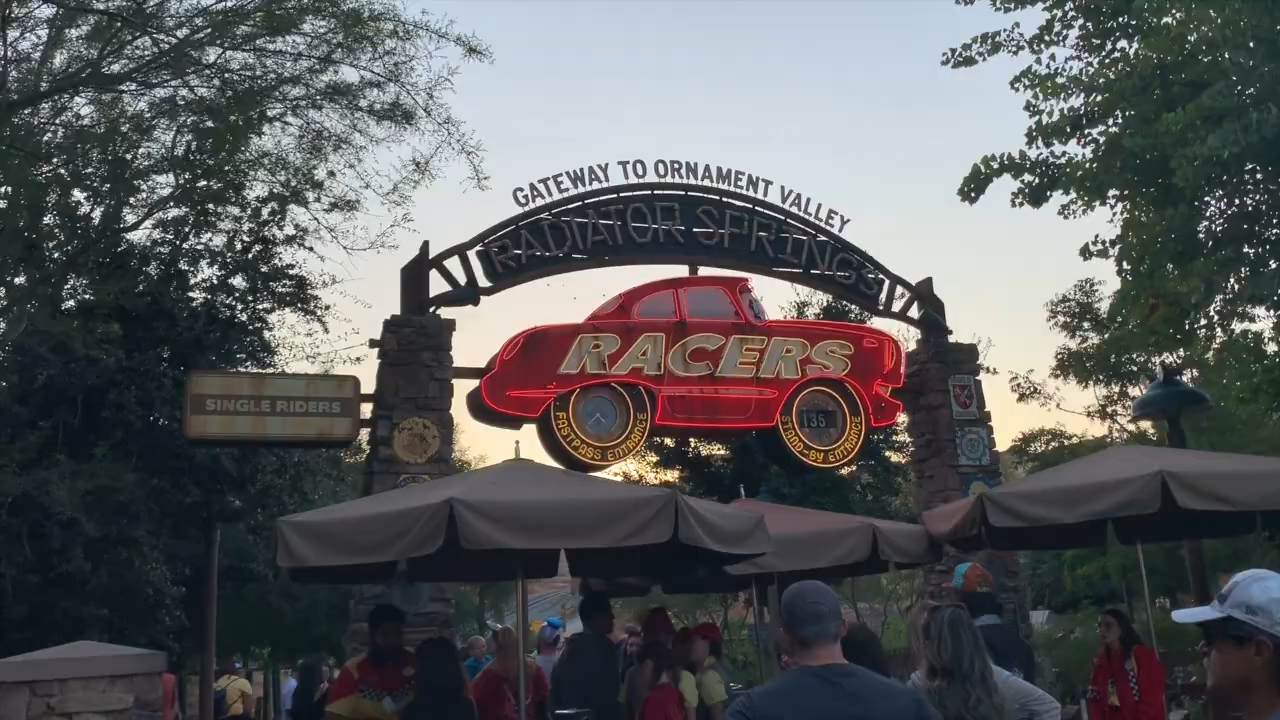 GATEWAY TO ORNAMENT VALLEY
RADIATOR SPRINGS
RACERS
SINGLE RIDERS
FASTPASS ENTRANCE
135
STAND-BY ENTRANCE